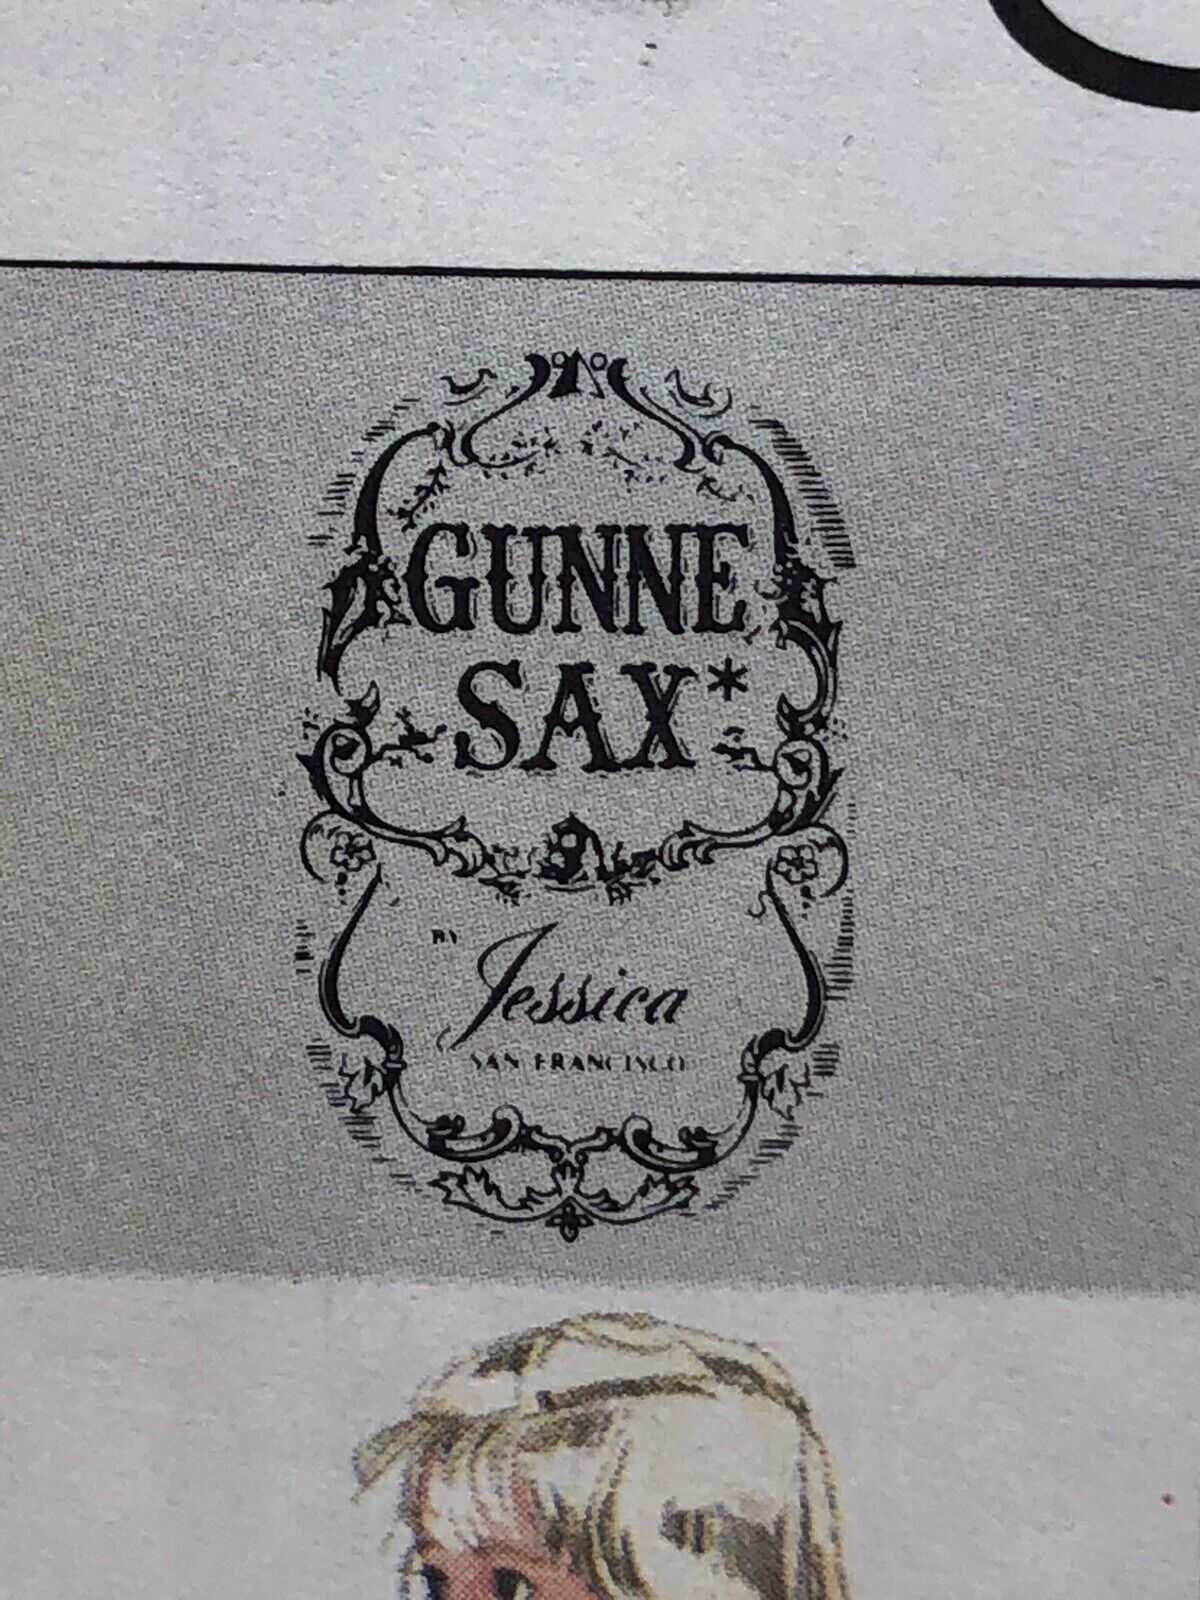 GUNNE
SAX*
BY Jessica
SAN FRANCISCO